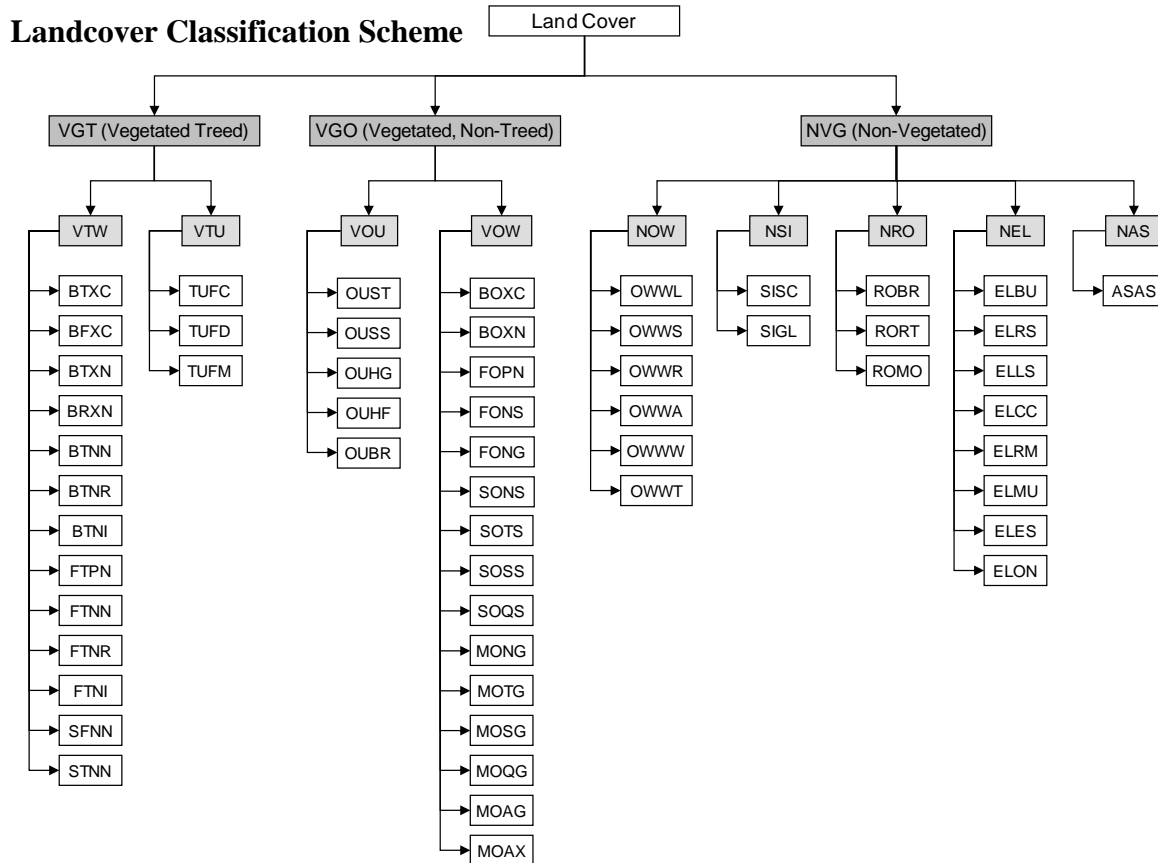 Landcover Classification Scheme
Land Cover
VGT (Vegetated Treed)
VGO (Vegetated, Non-Treed)
NVG (Non-Vegetated)
VTW
VTU
VOU
VOW
NOW
NSI
NRO
NEL
NAS
BTXC
BFXC
BTXN
BRXN
BTNN
BTNR
BTNI
FTPN
FTNN
FTNR
FTNI
SFNN
STNN
TUFC
TUFD
TUFM
OUST
OUSS
OUHG
OUHF
OUBR
BOXC
BOXN
FOPN
FONS
FONG
SONS
SOTS
SOSS
SOQS
MONG
MOTG
MOSG
MOQG
MOAG
MOAX
OWWL
OWWS
OWWR
OWWA
OWWW
OWWT
SISC
SIGL
ROBR
RORT
ROMO
ELBU
ELRS
ELLS
ELCC
ELRM
ELMU
ELES
ELON
ASAS